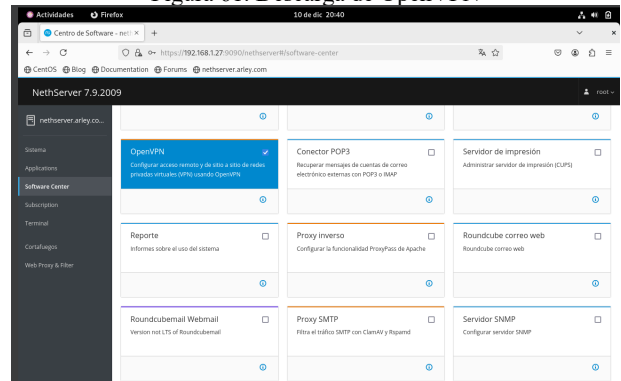 Figura 61. Descarga de OpenVPN
Actividades
Firefox
10 de dic 20:40
Centro de Software – neth
https://192.168.1.27:9090/nethserver#/software-center
CentOS
Blog
Documentation
Forums
nethserver.arley.com
NethServer 7.9.2009
root
nethserver.arley.co...
Sistema
Applications
Software Center
Subscription
Terminal
Cortafuegos
Web Proxy & Filter
OpenVPN
Configurar acceso remoto y de sitio a sitio de redes
privadas virtuales (VPN) usando OpenVPN
Conector POP3
Recuperar mensajes de cuentas de correo
electrónico externas con POP3 o IMAP
Servidor de impresión
Administrar servidor de impresión (CUPS)
Reporte
Informes sobre el uso del sistema
Proxy inverso
Configurar la funcionalidad ProxyPass de Apache
Roundcube correo web
Roundcube correo web
Roundcubemail Webmail
Version not LTS of Roundcubemail
Proxy SMTP
Filtra el tráfico SMTP con ClamAV y Rspamd
Servidor SNMP
Configurar servidor SNMP